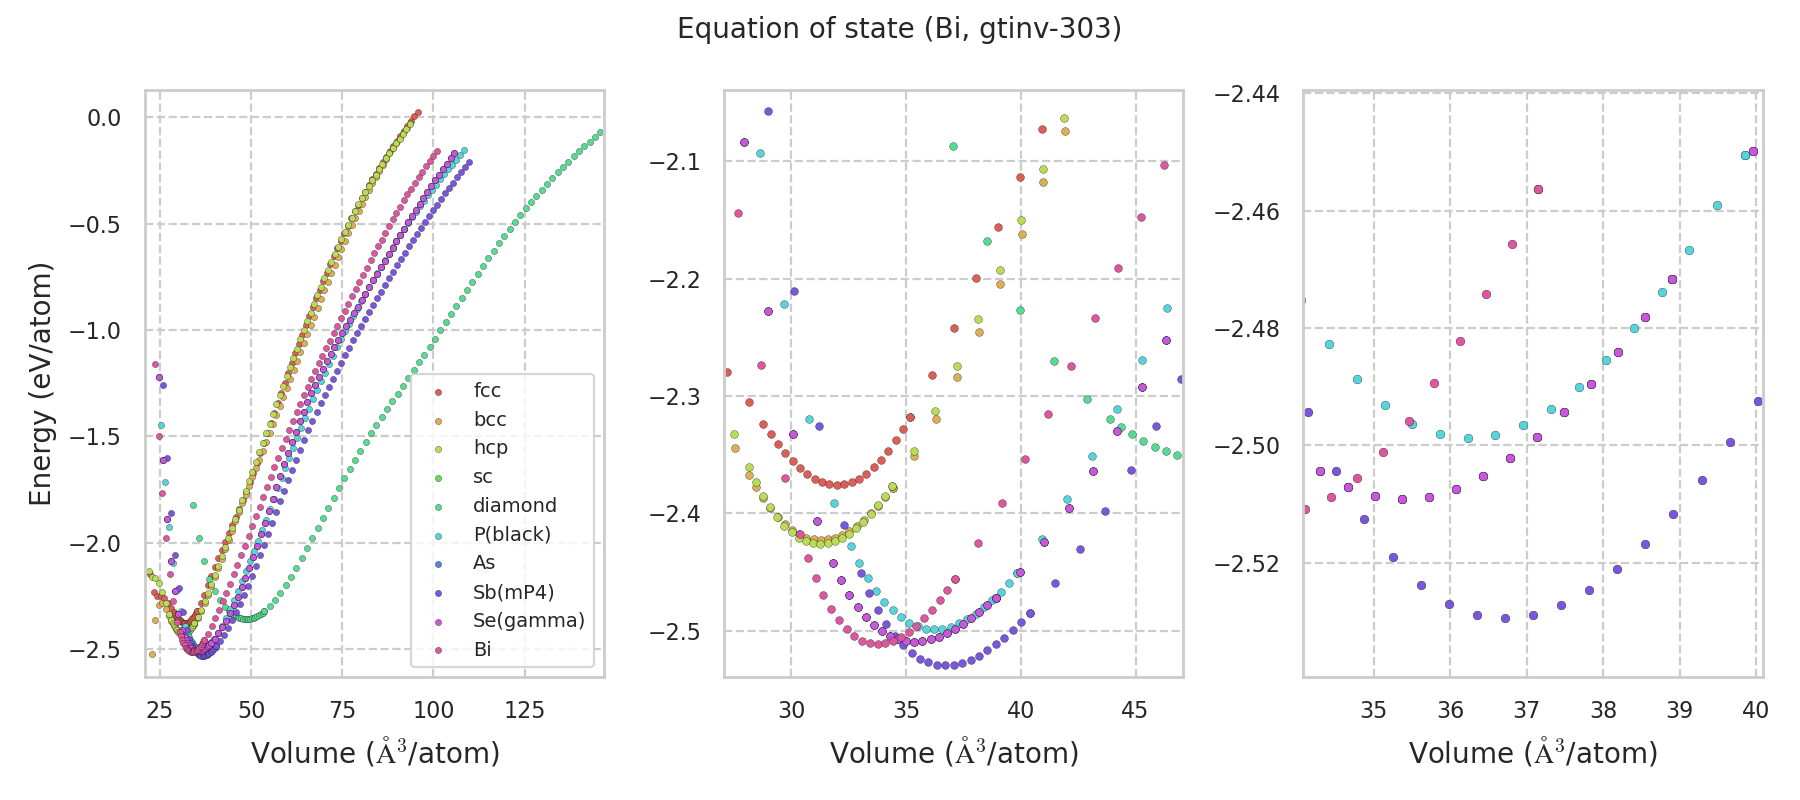 Equation of state (Bi, gtinv-303)
Energy (eV/atom)
0.0
−0.5
−1.0
−1.5
−2.0
−2.5
25 50 75 100 125
Volume (Å³/atom)
fcc
bcc
hcp
sc
diamond
P(black)
As
Sb(mP4)
Se(gamma)
Bi
−2.1
−2.2
−2.3
−2.4
−2.5
30 35 40 45
Volume (Å³/atom)
−2.44
−2.46
−2.48
−2.50
−2.52
35 36 37 38 39 40
Volume (Å³/atom)